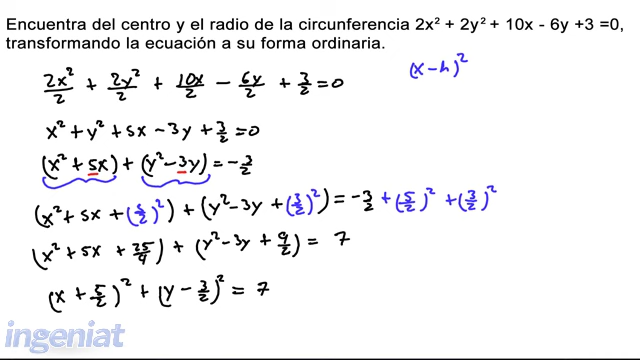 Encuentra del centro y el radio de la circunferencia 2x² + 2y² + 10x - 6y +3 =0,
transformando la ecuación a su forma ordinaria.
(x - h)²
2x²/2 + 2y²/2 + 10x/2 - 6y/2 + 3/2 = 0
x² + y² + 5x - 3y + 3/2 = 0
(x² + 5x) + (y² - 3y) = - 3/2
(x² + 5x + (5/2)²) + (y² - 3y + (3/2)²) = - 3/2 + (5/2)² + (3/2)²
(x² + 5x + 25/4) + (y² - 3y + 9/2) = 7
(x + 5/2)² + (y - 3/2)² = 7
ingeniat